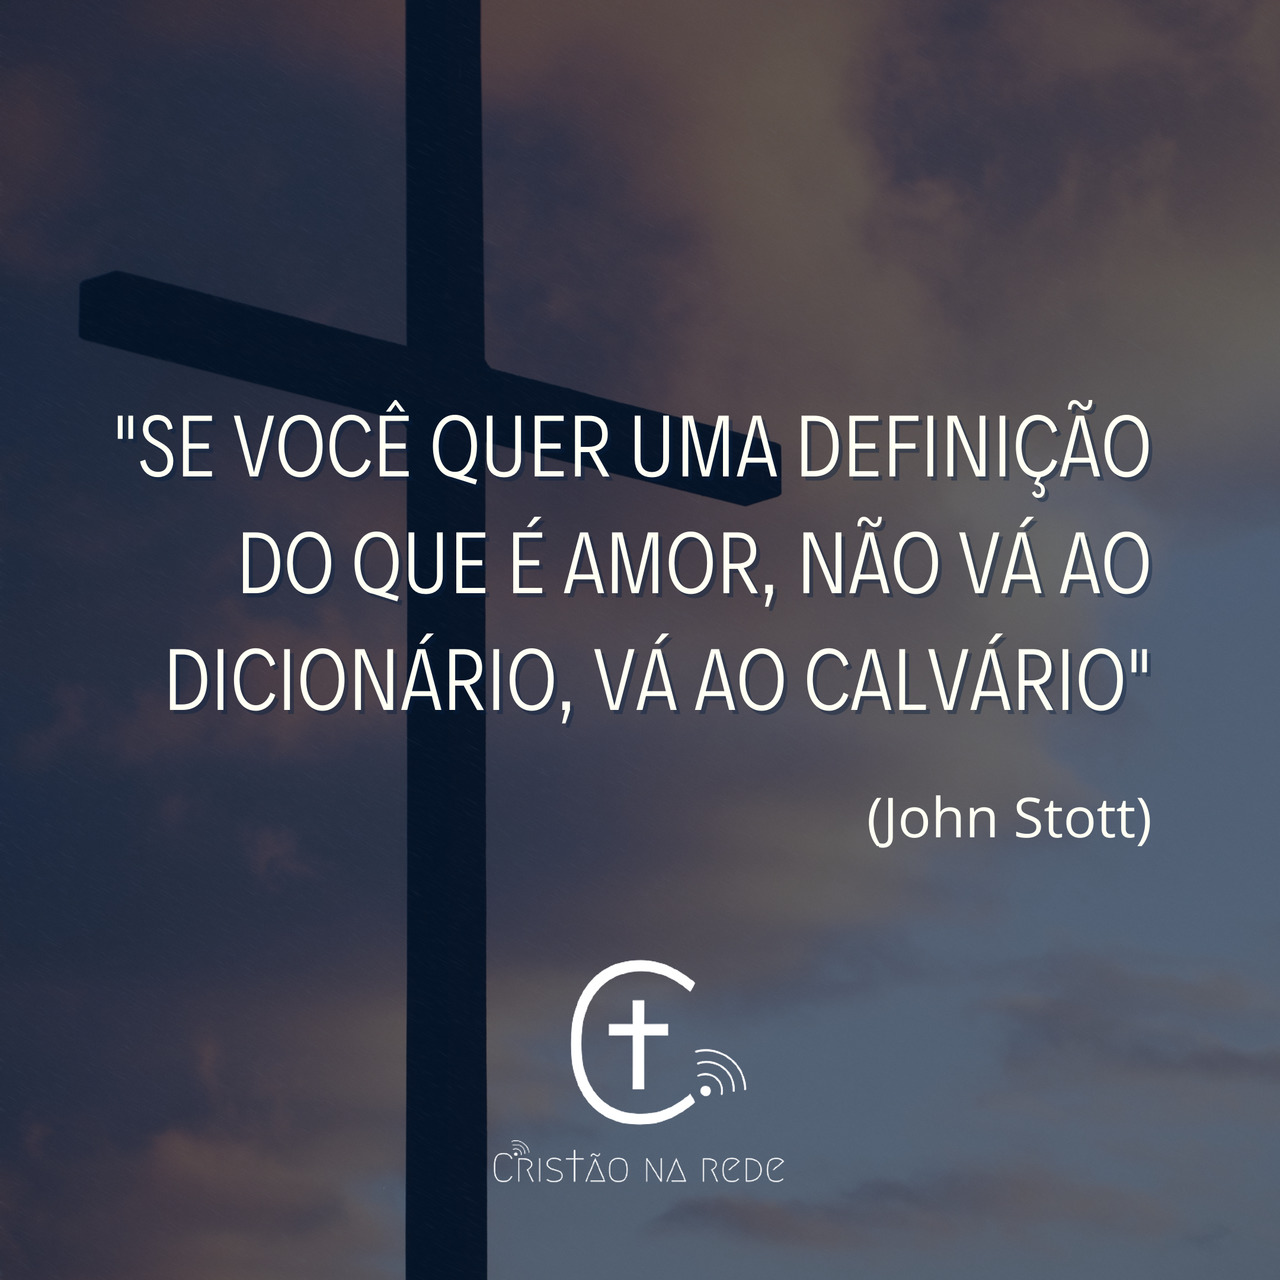 "SE VOCÊ QUER UMA DEFINIÇÃO
DO QUE É AMOR, NÃO VÁ AO
DICIONÁRIO, VÁ AO CALVÁRIO"
(John Stott)
CRISTÃO NA REDE